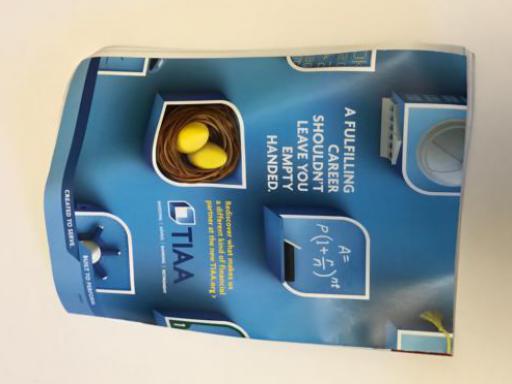 A FULFILLING
CAREER
SHOULDN'T
LEAVE YOU
EMPTY
HANDED.
A=
P(1+r/n)^nt
Rediscover what makes us
a different kind of financial
partner at the new TIAA.org >
TIAA
CREATED TO SERVE.
BUILT TO PERFORM.